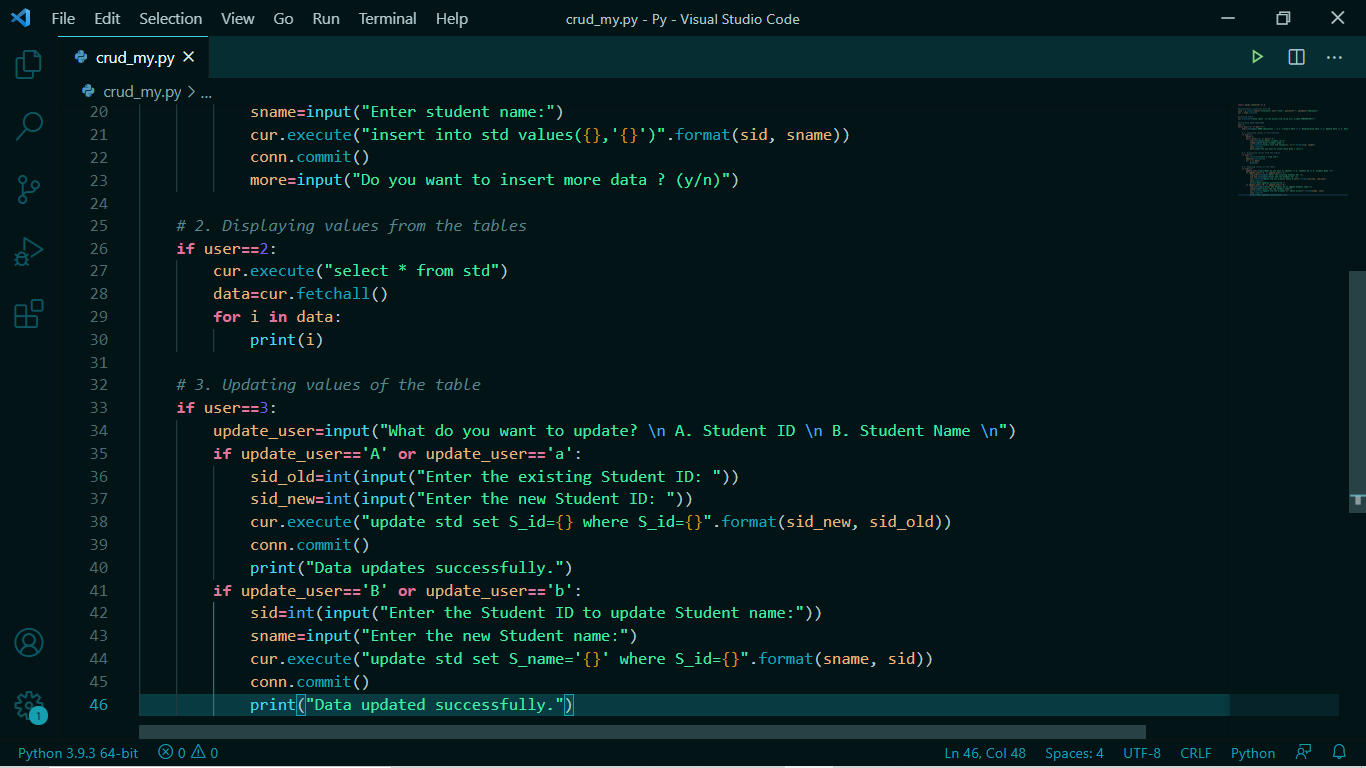 File Edit Selection View Go Run Terminal Help crud_my.py - Py - Visual Studio Code
crud_my.py
crud_my.py > ...
20 sname=input("Enter student name:")
21 cur.execute("insert into std values({},'{}')".format(sid, sname))
22 conn.commit()
23 more=input("Do you want to insert more data ? (y/n)")
24
25 # 2. Displaying values from the tables
26 if user==2:
27 cur.execute("select * from std")
28 data=cur.fetchall()
29 for i in data:
30 print(i)
31
32 # 3. Updating values of the table
33 if user==3:
34 update_user=input("What do you want to update? \n A. Student ID \n B. Student Name \n")
35 if update_user=='A' or update_user=='a':
36 sid_old=int(input("Enter the existing Student ID: "))
37 sid_new=int(input("Enter the new Student ID: "))
38 cur.execute("update std set S_id={} where S_id={}".format(sid_new, sid_old))
39 conn.commit()
40 print("Data updates successfully.")
41 if update_user=='B' or update_user=='b':
42 sid=int(input("Enter the Student ID to update Student name:"))
43 sname=input("Enter the new Student name:")
44 cur.execute("update std set S_name='{}' where S_id={}".format(sname, sid))
45 conn.commit()
46 print("Data updated successfully.")
1
Python 3.9.3 64-bit 0 0 Ln 46, Col 48 Spaces: 4 UTF-8 CRLF Python